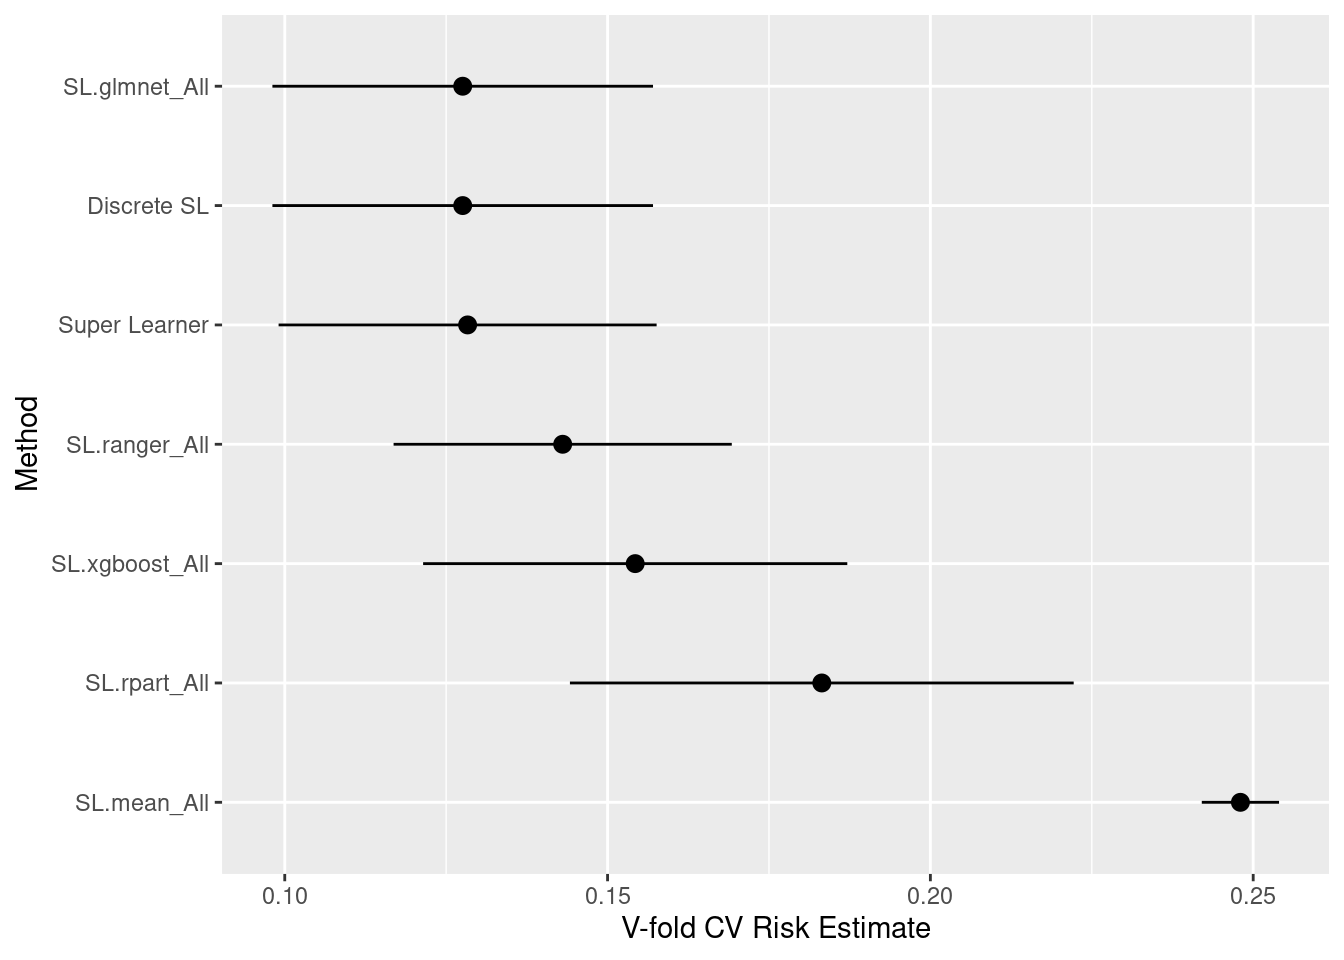 SL.glmnet_All
Discrete SL
Super Learner
SL.ranger_All
SL.xgboost_All
SL.rpart_All
SL.mean_All
Method
0.10 0.15 0.20 0.25
V-fold CV Risk Estimate